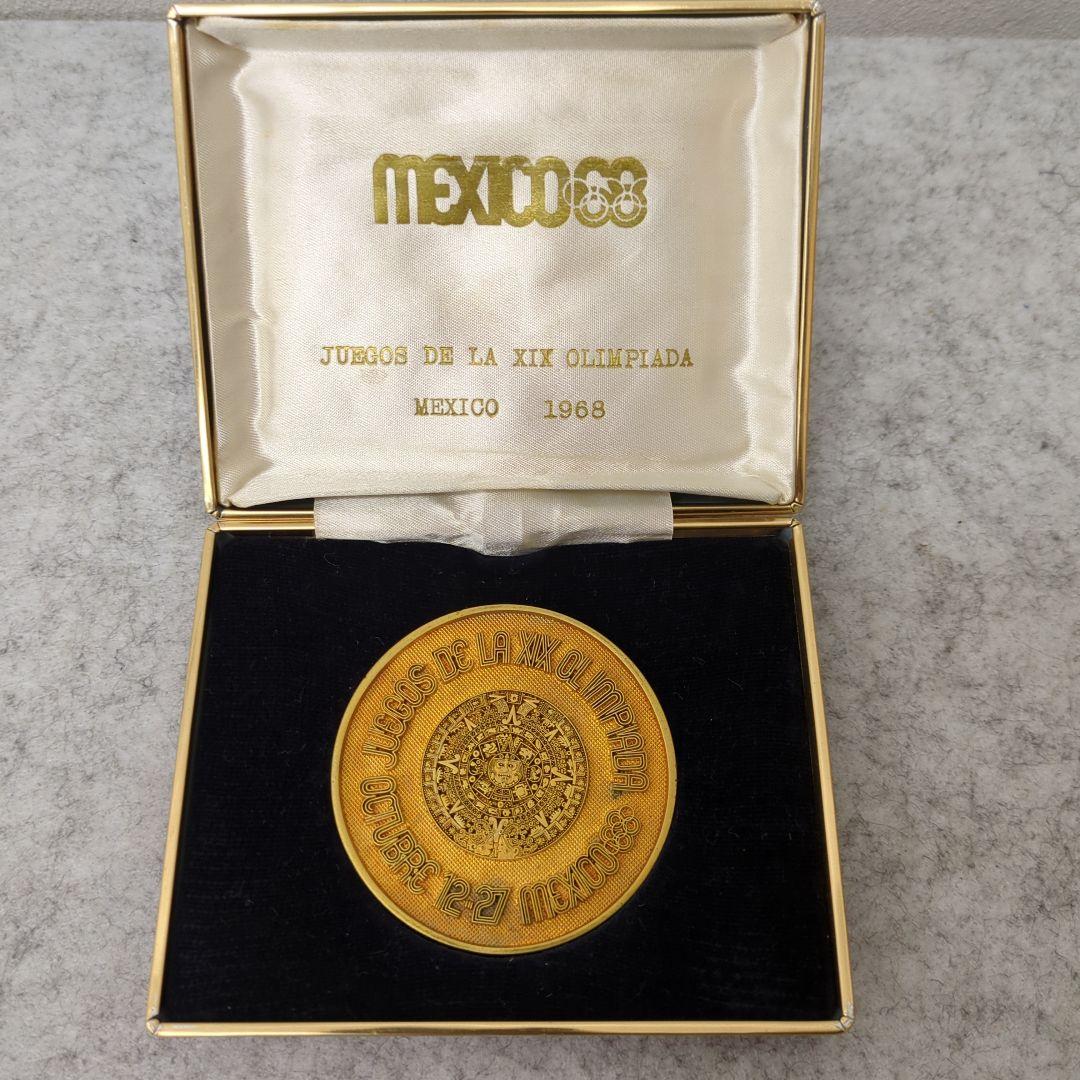 MEXICO68
JUEGOS DE LA XIX OLIMPIADA
MEXICO 1968
JUEGOS DE LA XIX OLIMPIADA
OCTUBRE 12-27 MEXICO68